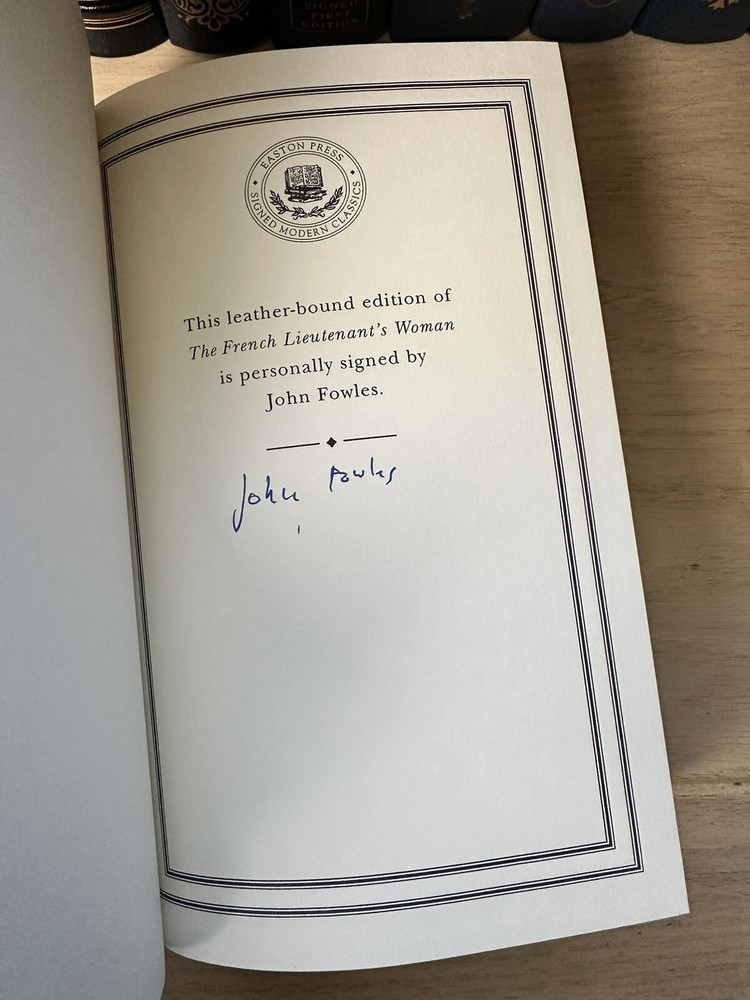 SIGNED
FIRST
EDITION
EASTON PRESS
SIGNED MODERN CLASSICS
This leather-bound edition of
The French Lieutenant's Woman
is personally signed by
John Fowles.
John Fowles